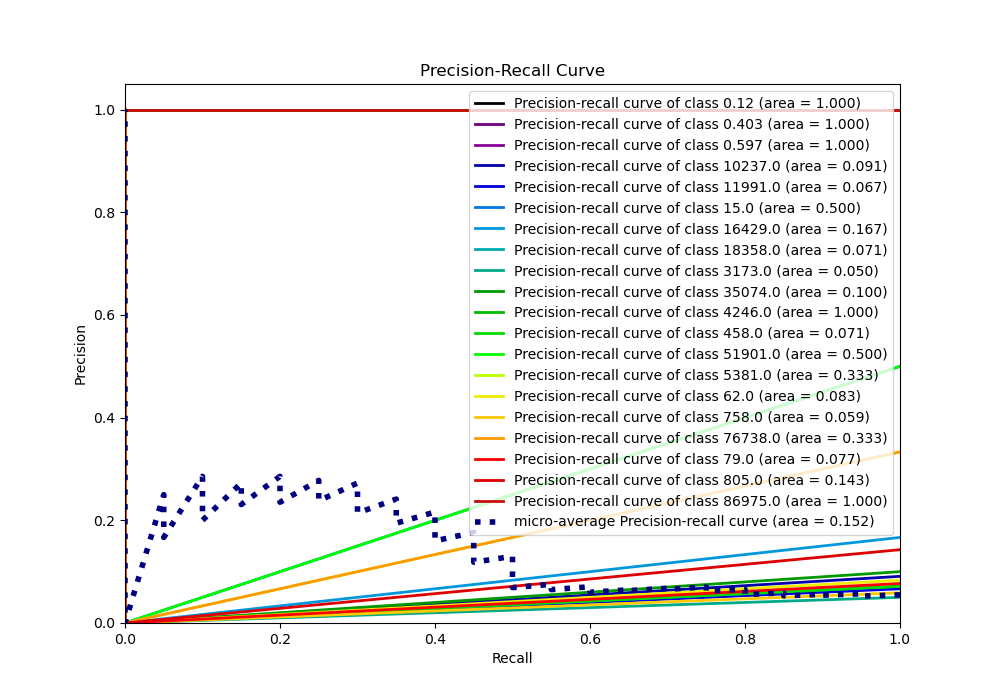 Precision-Recall Curve
1.0
0.8
0.6
0.4
0.2
0.0
Precision
Precision-recall curve of class 0.12 (area = 1.000)
Precision-recall curve of class 0.403 (area = 1.000)
Precision-recall curve of class 0.597 (area = 1.000)
Precision-recall curve of class 10237.0 (area = 0.091)
Precision-recall curve of class 11991.0 (area = 0.067)
Precision-recall curve of class 15.0 (area = 0.500)
Precision-recall curve of class 16429.0 (area = 0.167)
Precision-recall curve of class 18358.0 (area = 0.071)
Precision-recall curve of class 3173.0 (area = 0.050)
Precision-recall curve of class 35074.0 (area = 0.100)
Precision-recall curve of class 4246.0 (area = 1.000)
Precision-recall curve of class 458.0 (area = 0.071)
Precision-recall curve of class 51901.0 (area = 0.500)
Precision-recall curve of class 5381.0 (area = 0.333)
Precision-recall curve of class 62.0 (area = 0.083)
Precision-recall curve of class 758.0 (area = 0.059)
Precision-recall curve of class 76738.0 (area = 0.333)
Precision-recall curve of class 79.0 (area = 0.077)
Precision-recall curve of class 805.0 (area = 0.143)
Precision-recall curve of class 86975.0 (area = 1.000)
micro-average Precision-recall curve (area = 0.152)
0.0 0.2 0.4 0.6 0.8 1.0
Recall